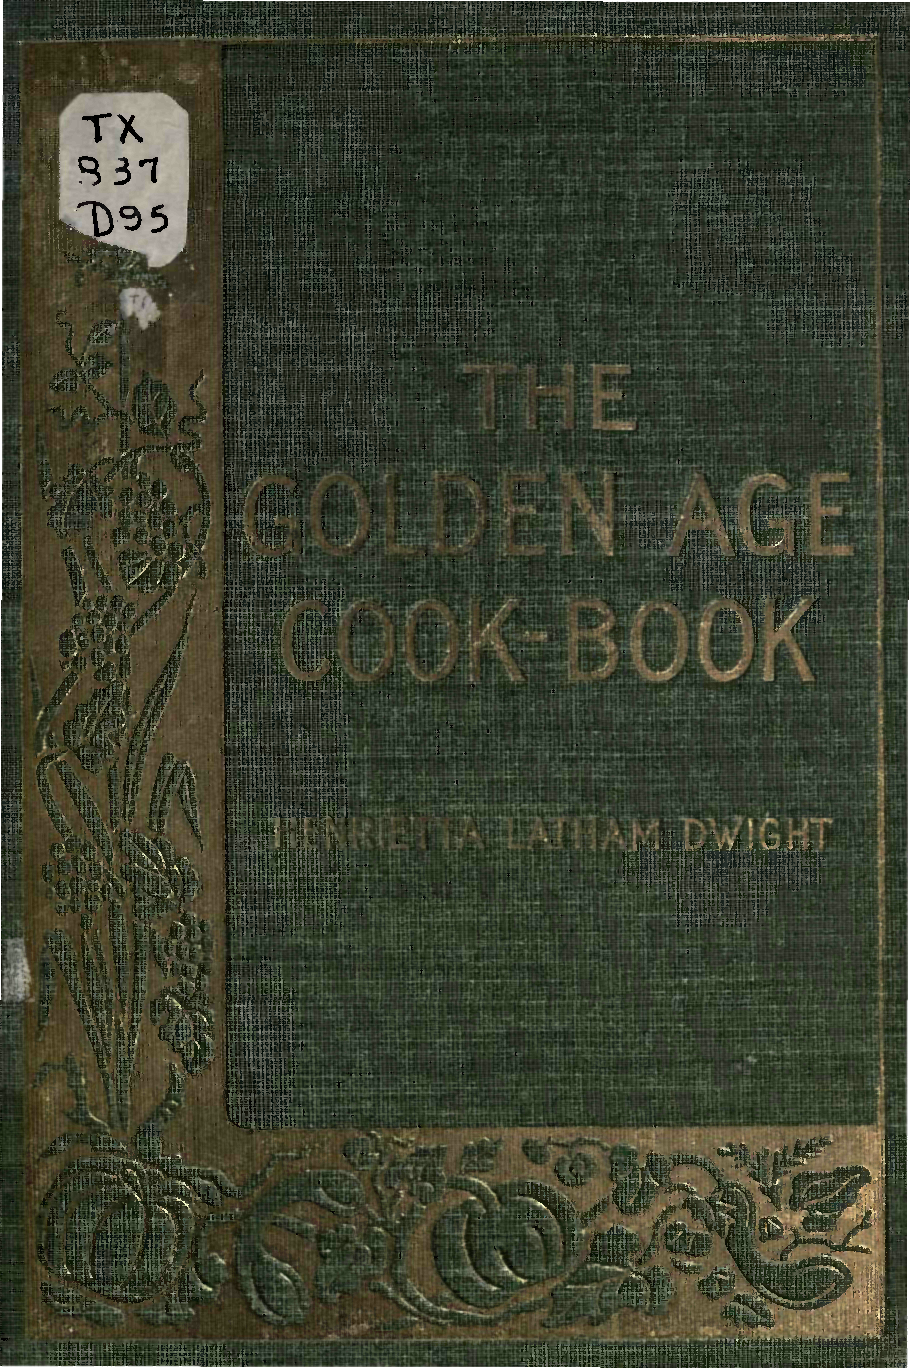 TX
837
D95
THE
GOLDEN AGE
COOK-BOOK
HENRIETTA LATHAM DWIGHT